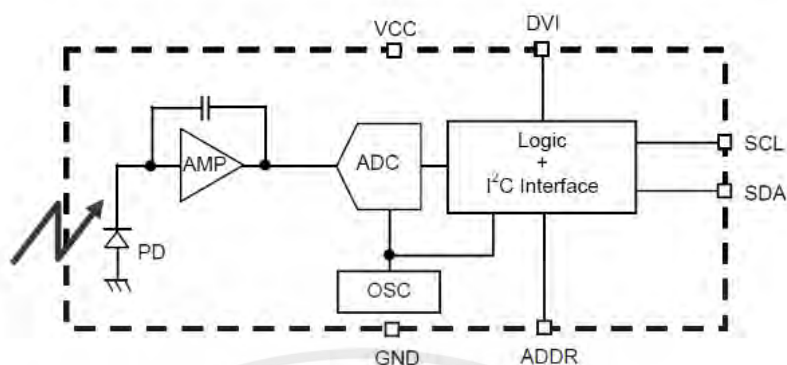 VCC
DVI
AMP
ADC
Logic
+
I²C Interface
SCL
SDA
PD
OSC
GND
ADDR